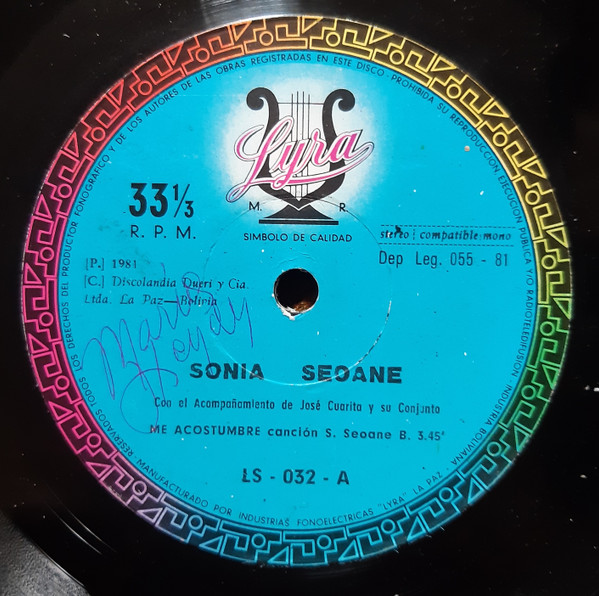 RESERVADOS TODOS LOS DERECHOS DEL PRODUCTOR FONOGRAFICO Y DE LOS AUTORES DE LAS OBRAS REGISTRADAS EN ESTE DISCO. PROHIBIDA SU REPRODUCCION, EJECUCION PUBLICA Y/O RADIOTELEDIFUSION. INDUSTRIA BOLIVIANA
Lyra
M. R.
SIMBOLO DE CALIDAD
33⅓
R. P. M.
stereo compatible mono
Dep Leg. 055 - 81
[P.] 1981
[C.] Discolandia Dueri y Cia.
Ltda. La Paz—Bolivia
SONIA SEOANE
Con el Acompañamiento de José Cuarita y su Conjunto
ME ACOSTUMBRE canción S. Seoane B. 3.45"
LS - 032 - A
MANUFACTURADO POR INDUSTRIAS FONOELECTRICAS "LYRA" LA PAZ -